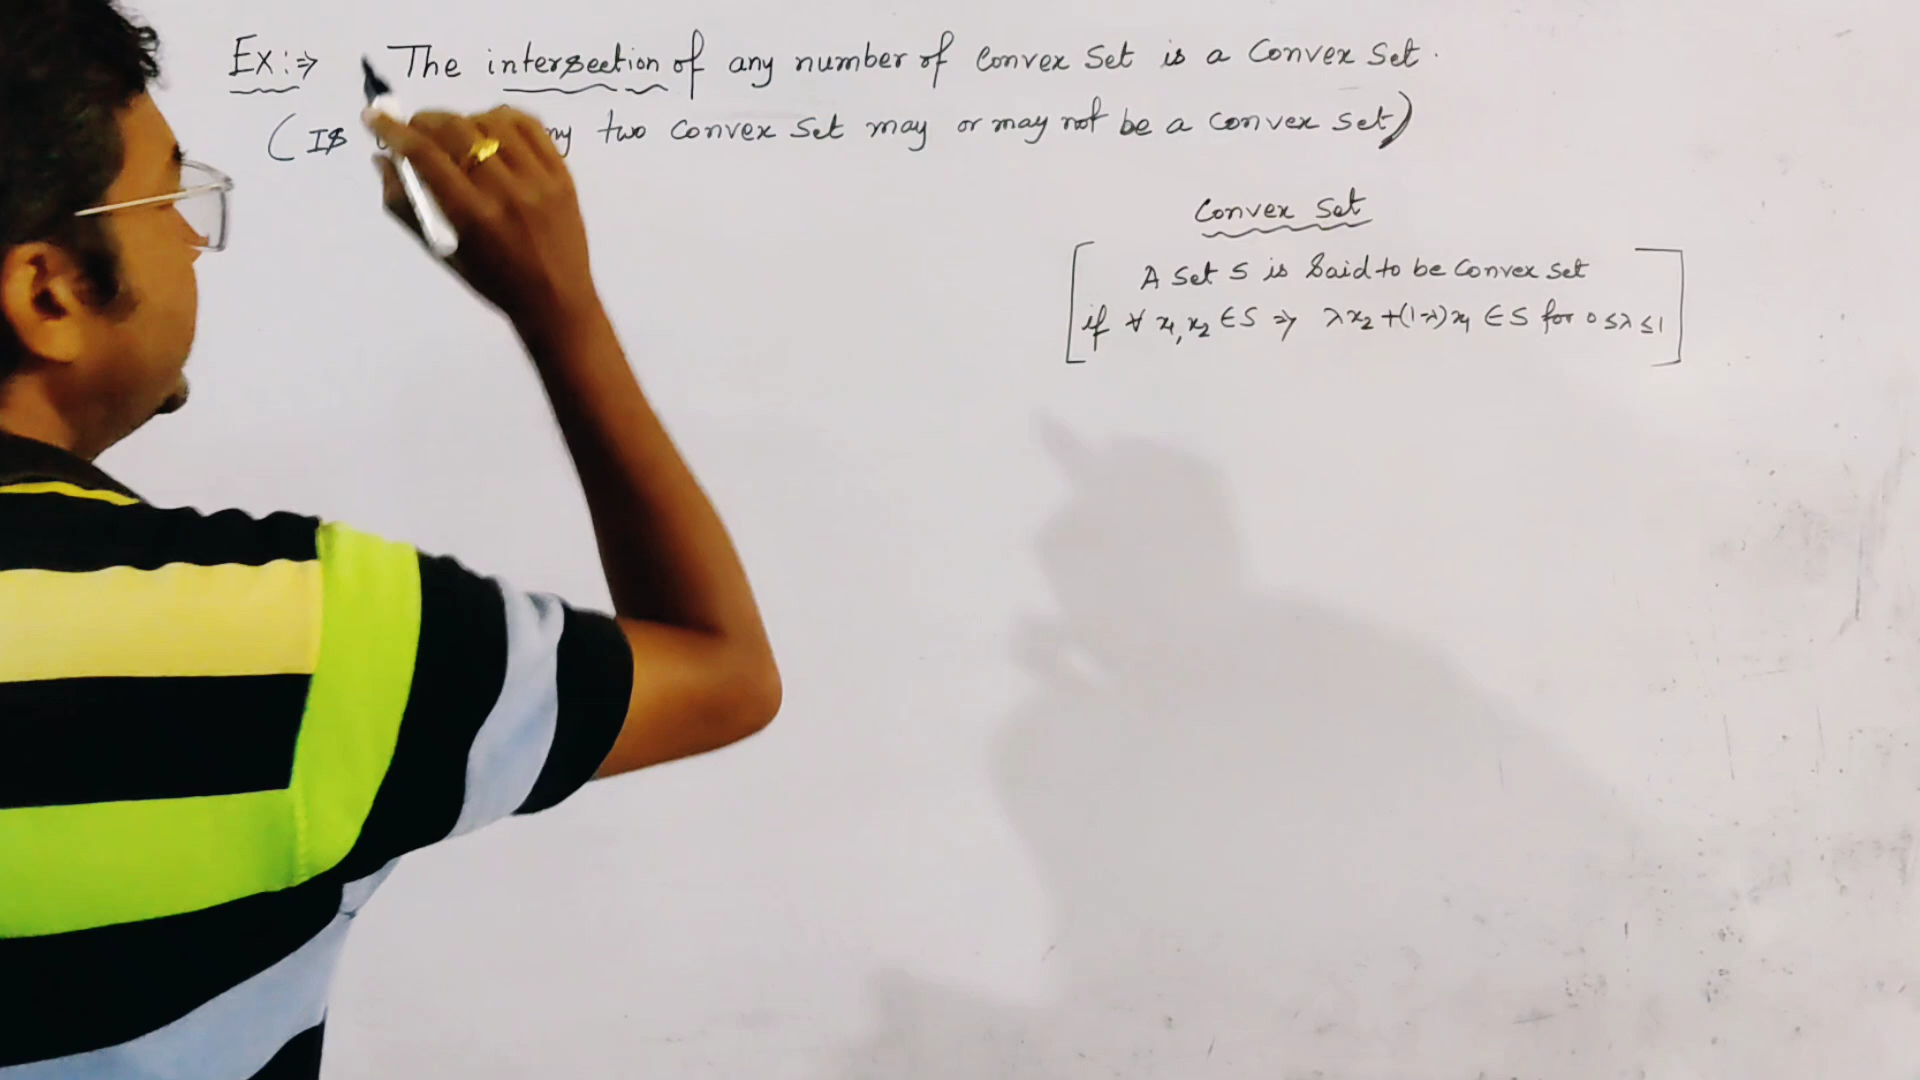 Ex:⇒ The intersection of any number of Convex Set is a Convex Set.
(Is two Convex Set may or may not be a Convex Set)
Convex Set
A Set S is Said to be Convex set
if ∀ x₁, x₂ ∈ S ⇒ λx₂ + (1-λ)x₁ ∈ S for 0 ≤ λ ≤ 1